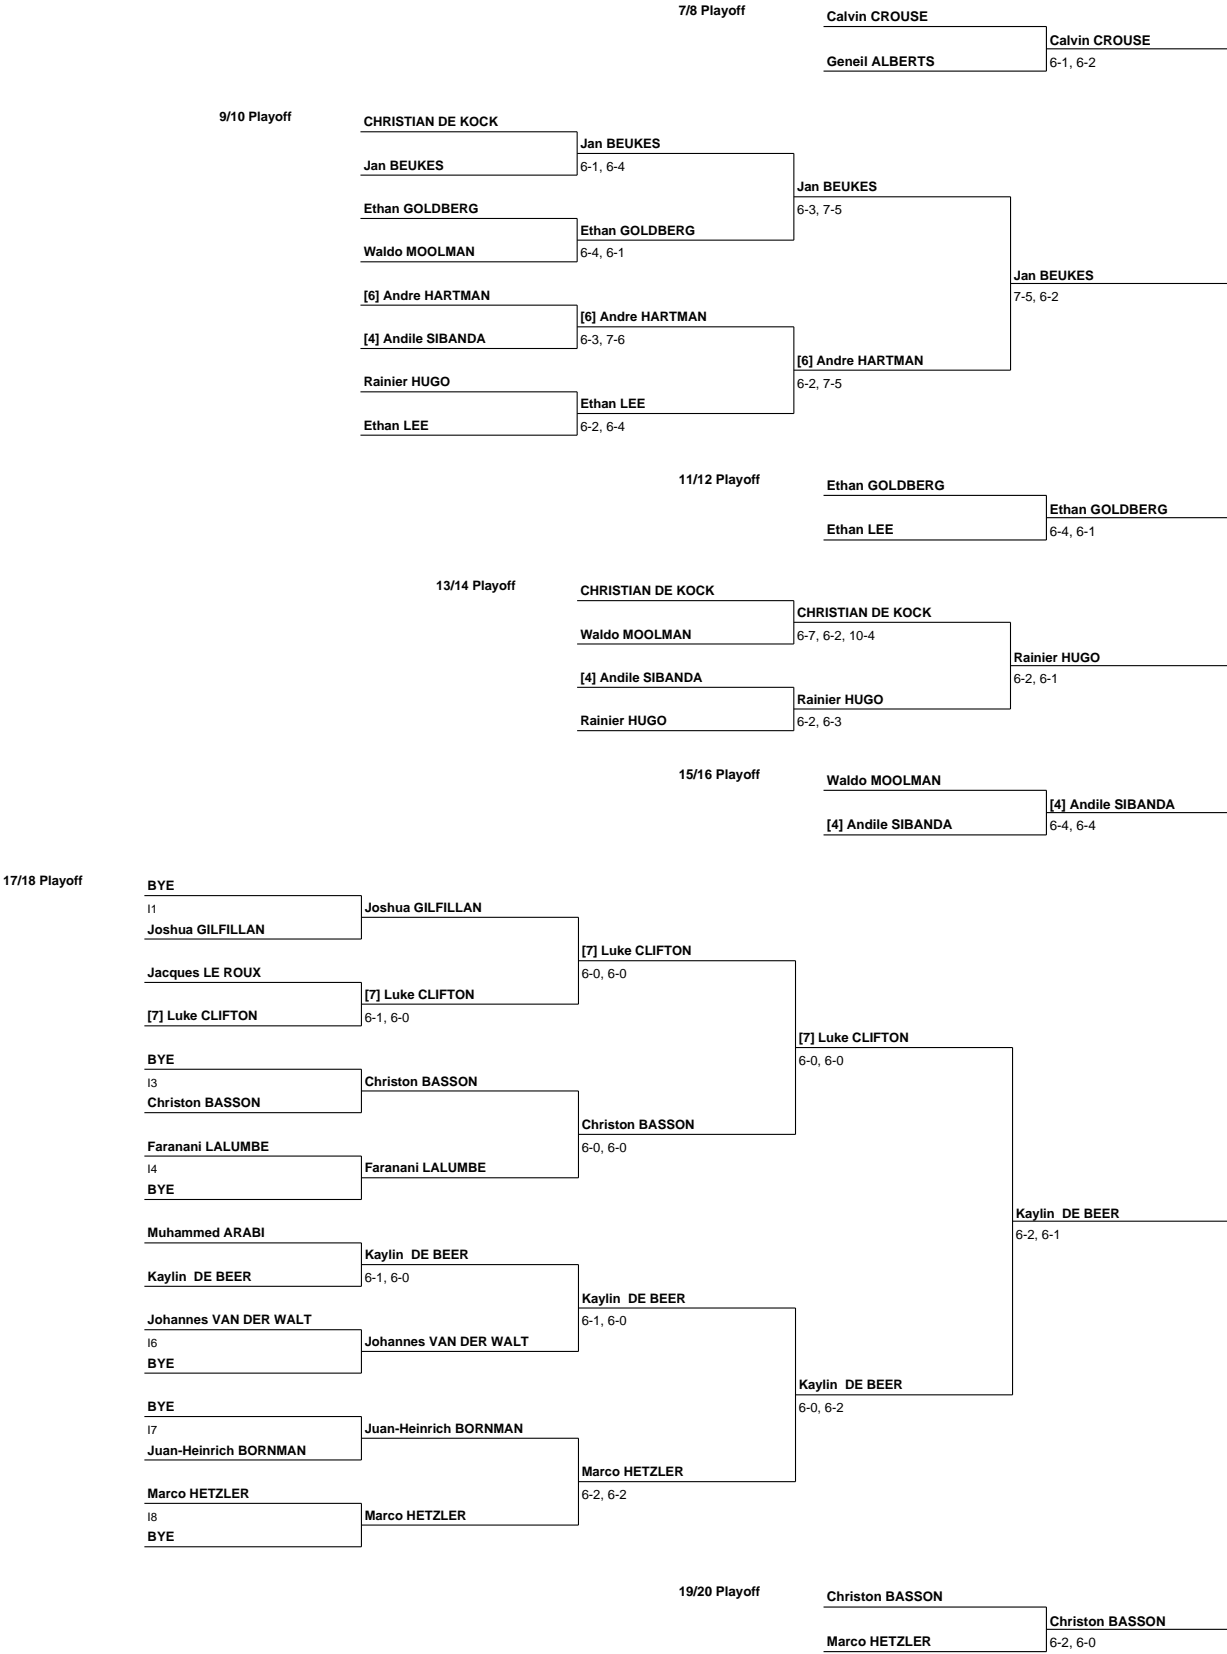 7/8 Playoff
Calvin CROUSE
Calvin CROUSE
Geneil ALBERTS
6-1, 6-2
9/10 Playoff
CHRISTIAN DE KOCK
Jan BEUKES
Jan BEUKES
6-1, 6-4
Jan BEUKES
6-3, 7-5
Ethan GOLDBERG
Ethan GOLDBERG
Waldo MOOLMAN
6-4, 6-1
Jan BEUKES
7-5, 6-2
[6] Andre HARTMAN
[6] Andre HARTMAN
[4] Andile SIBANDA
6-3, 7-6
[6] Andre HARTMAN
6-2, 7-5
Rainier HUGO
Ethan LEE
Ethan LEE
6-2, 6-4
11/12 Playoff
Ethan GOLDBERG
Ethan GOLDBERG
Ethan LEE
6-4, 6-1
13/14 Playoff
CHRISTIAN DE KOCK
CHRISTIAN DE KOCK
Waldo MOOLMAN
6-7, 6-2, 10-4
Rainier HUGO
6-2, 6-1
[4] Andile SIBANDA
Rainier HUGO
Rainier HUGO
6-2, 6-3
15/16 Playoff
Waldo MOOLMAN
[4] Andile SIBANDA
[4] Andile SIBANDA
6-4, 6-4
17/18 Playoff
BYE
I1
Joshua GILFILLAN
Joshua GILFILLAN
[7] Luke CLIFTON
6-0, 6-0
Jacques LE ROUX
[7] Luke CLIFTON
[7] Luke CLIFTON
6-1, 6-0
[7] Luke CLIFTON
6-0, 6-0
BYE
I3
Christon BASSON
Christon BASSON
Christon BASSON
6-0, 6-0
Faranani LALUMBE
I4
Faranani LALUMBE
BYE
Kaylin  DE BEER
6-2, 6-1
Muhammed ARABI
Kaylin  DE BEER
Kaylin  DE BEER
6-1, 6-0
Kaylin  DE BEER
6-1, 6-0
Johannes VAN DER WALT
I6
Johannes VAN DER WALT
BYE
Kaylin  DE BEER
6-0, 6-2
BYE
I7
Juan-Heinrich BORNMAN
Juan-Heinrich BORNMAN
Marco HETZLER
6-2, 6-2
Marco HETZLER
I8
Marco HETZLER
BYE
19/20 Playoff
Christon BASSON
Christon BASSON
Marco HETZLER
6-2, 6-0